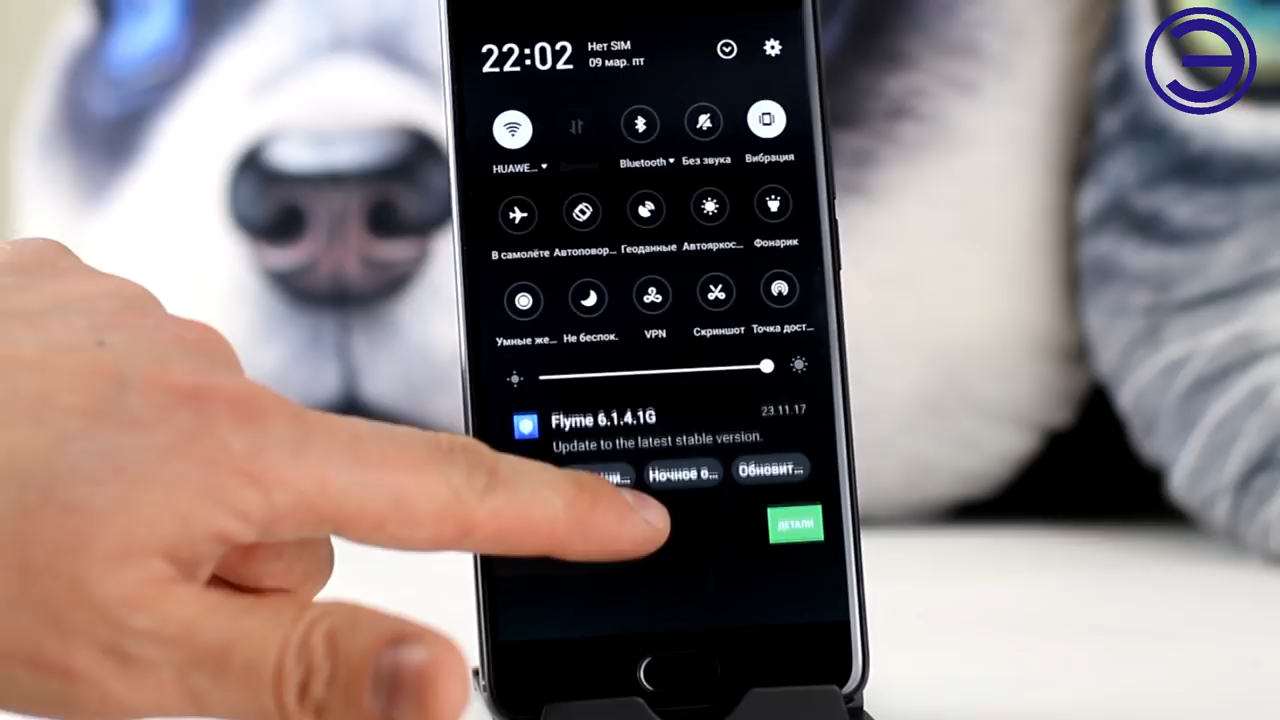 22:02
Нет SIM
09 мар. пт
HUAWE...
Bluetooth
Без звука
Вибрация
В самолёте
Автоповор...
Геоданные
Автояркос...
Фонарик
Умные же...
Не беспок.
VPN
Скриншот
Точка дост...
Flyme 6.1.4.1G
23.11.17
Update to the latest stable version.
Ночное о...
Обновит...
ДЕТАЛИ